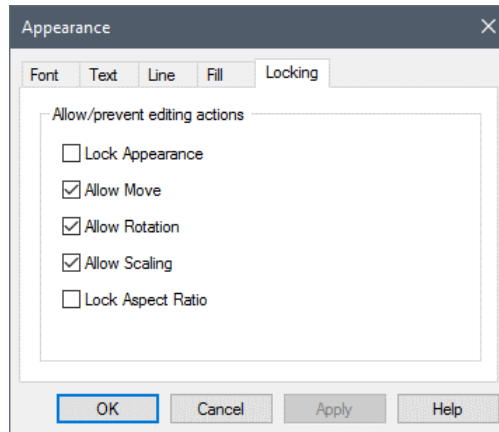 Appearance
Font Text Line Fill Locking
Allow/prevent editing actions
Lock Appearance
Allow Move
Allow Rotation
Allow Scaling
Lock Aspect Ratio
OK Cancel Apply Help